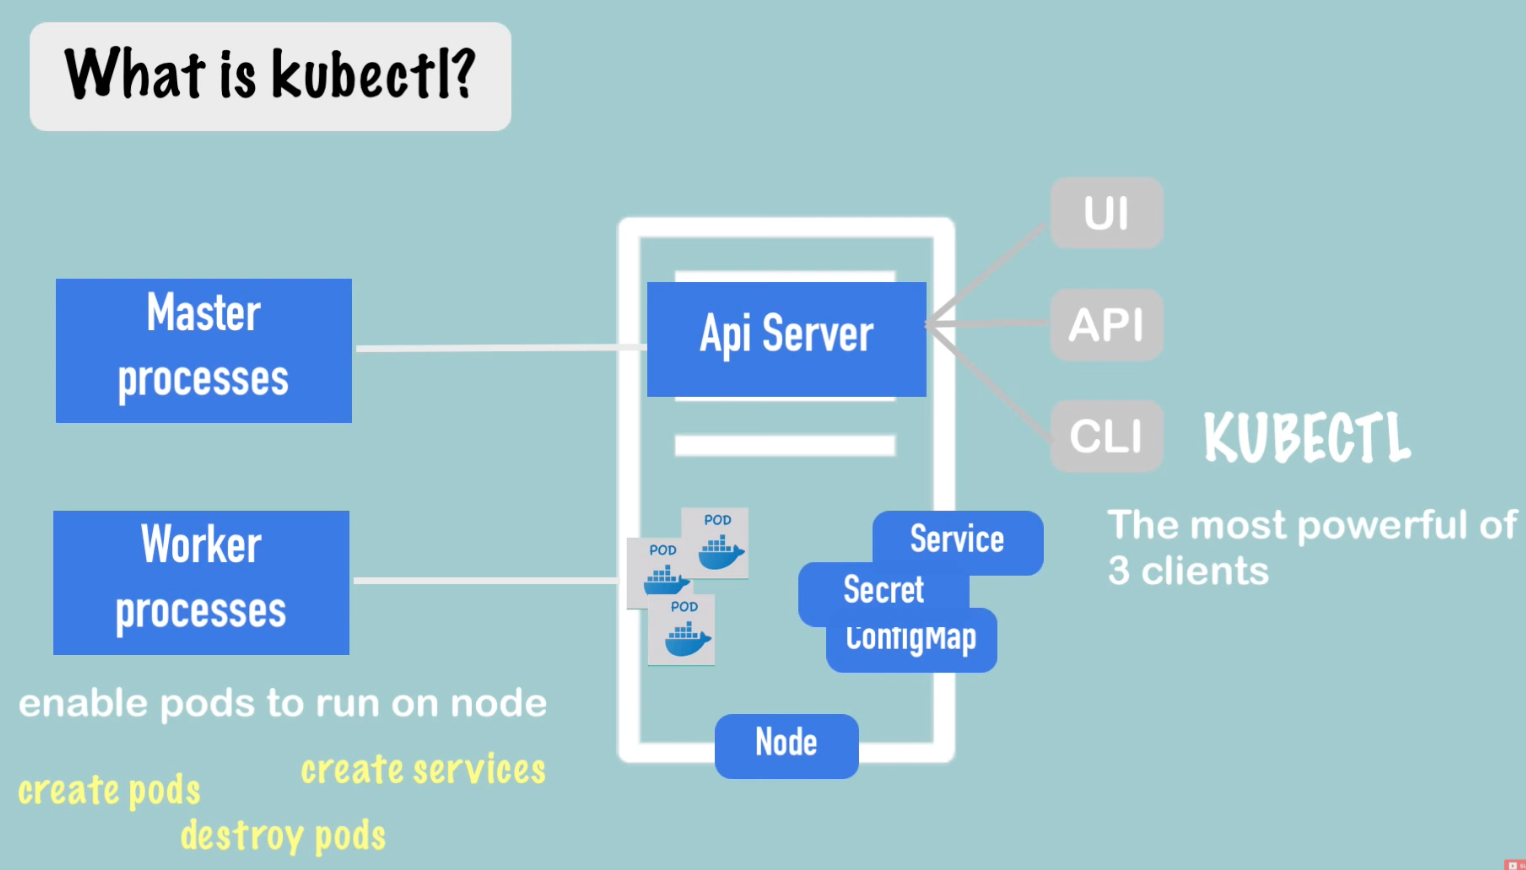 What is kubectl?
UI
Master
processes
Api Server
API
CLI
KUBECTL
The most powerful of
3 clients
Worker
processes
POD
POD
POD
Service
Secret
ConfigMap
enable pods to run on node
Node
create services
create pods
destroy pods